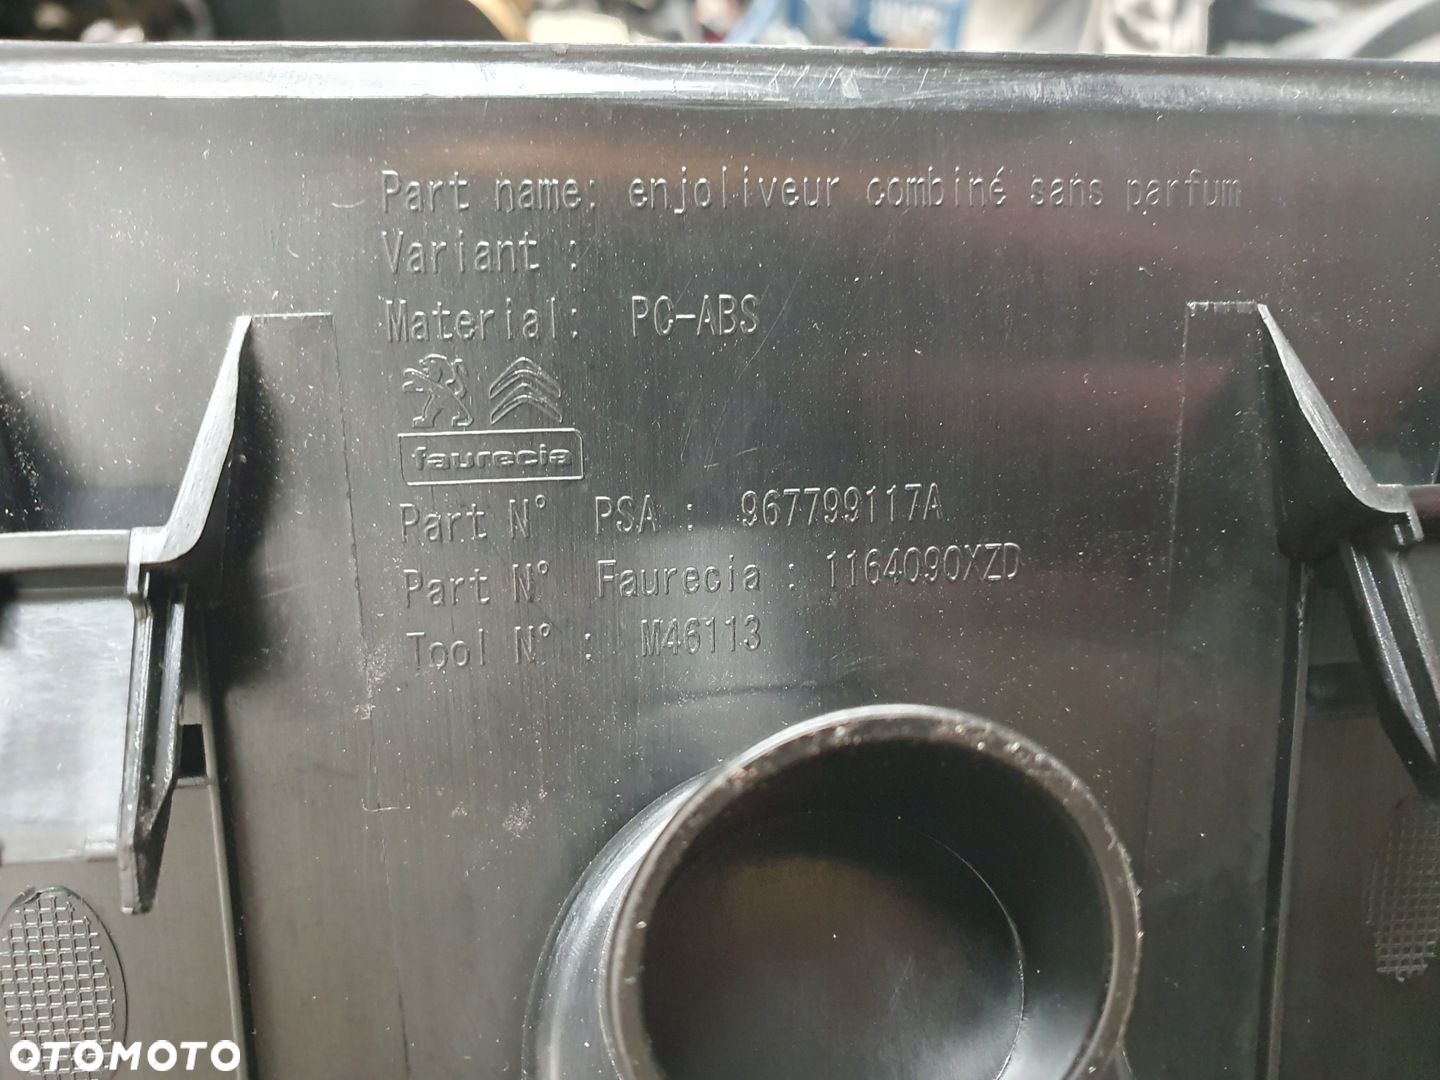 Part name: enjoliveur combiné sans parfum
Variant :
Material: PC-ABS
faurecia
Part N° PSA : 967799117A
Part N° Faurecia : 1164090XZD
Tool N° : M46113
OTOMOTO